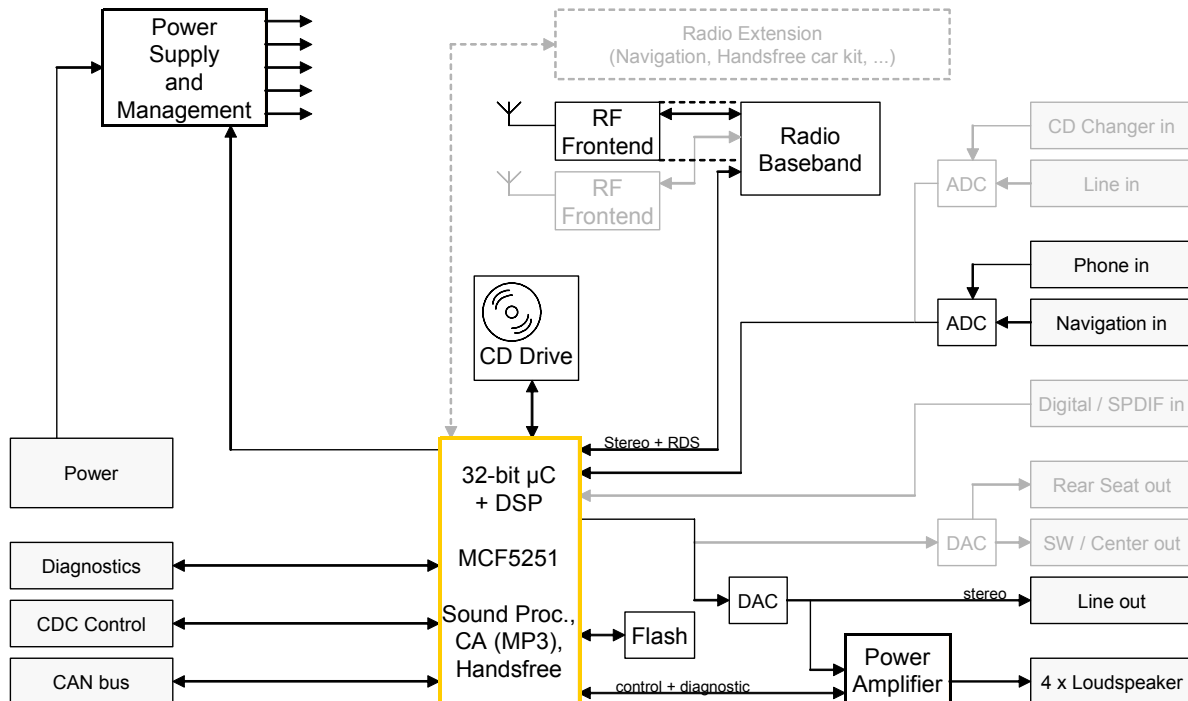 Power
Supply
and
Management
Radio Extension
(Navigation, Handsfree car kit, ...)
RF
Frontend
Radio
Baseband
RF
Frontend
CD Changer in
ADC
Line in
Phone in
ADC
Navigation in
CD Drive
Digital / SPDIF in
Power
Stereo + RDS
32-bit µC
+ DSP
MCF5251
Sound Proc.,
CA (MP3),
Handsfree
Rear Seat out
DAC
SW / Center out
Diagnostics
CDC Control
CAN bus
DAC
stereo
Line out
Flash
control + diagnostic
Power
Amplifier
4 x Loudspeaker